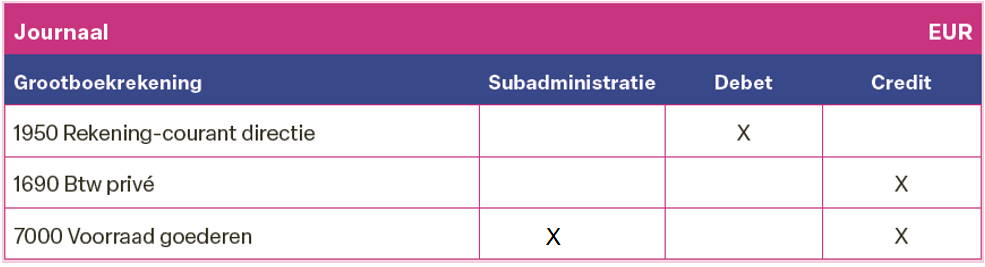 Journaal EUR
Grootboekrekening Subadministratie Debet Credit
1950 Rekening-courant directie X
1690 Btw privé X
7000 Voorraad goederen X X